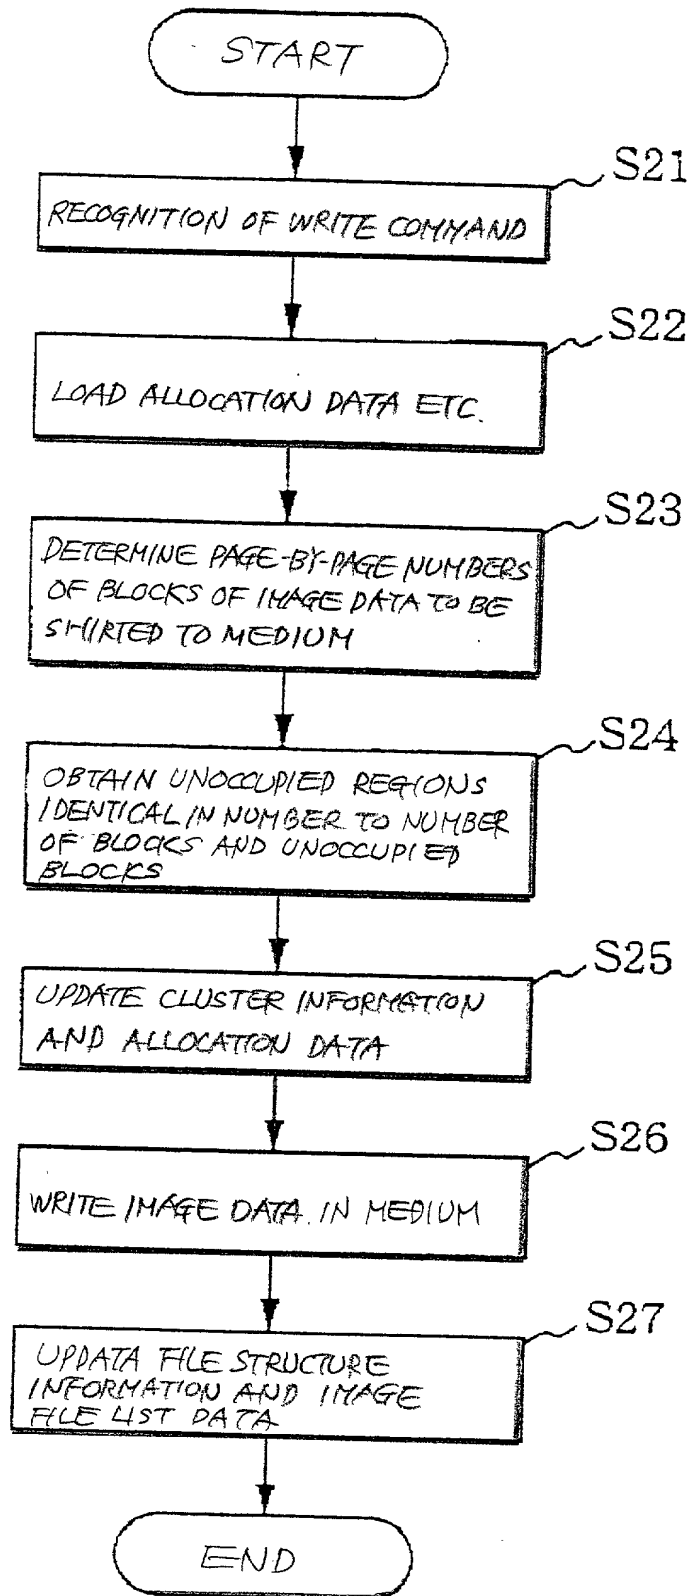 START
S21
RECOGNITION OF WRITE COMMAND
S22
LOAD ALLOCATION DATA ETC.
S23
DETERMINE PAGE-BY-PAGE NUMBERS
OF BLOCKS OF IMAGE DATA TO BE
SHIRTED TO MEDIUM
S24
OBTAIN UNOCCUPIED REGIONS
IDENTICAL IN NUMBER TO NUMBER
OF BLOCKS AND UNOCCUPIED
BLOCKS
S25
UPDATE CLUSTER INFORMATION
AND ALLOCATION DATA
S26
WRITE IMAGE DATA. IN MEDIUM
S27
UPDATA FILE STRUCTURE
INFORMATION AND IMAGE
FILE LIST DATA
END